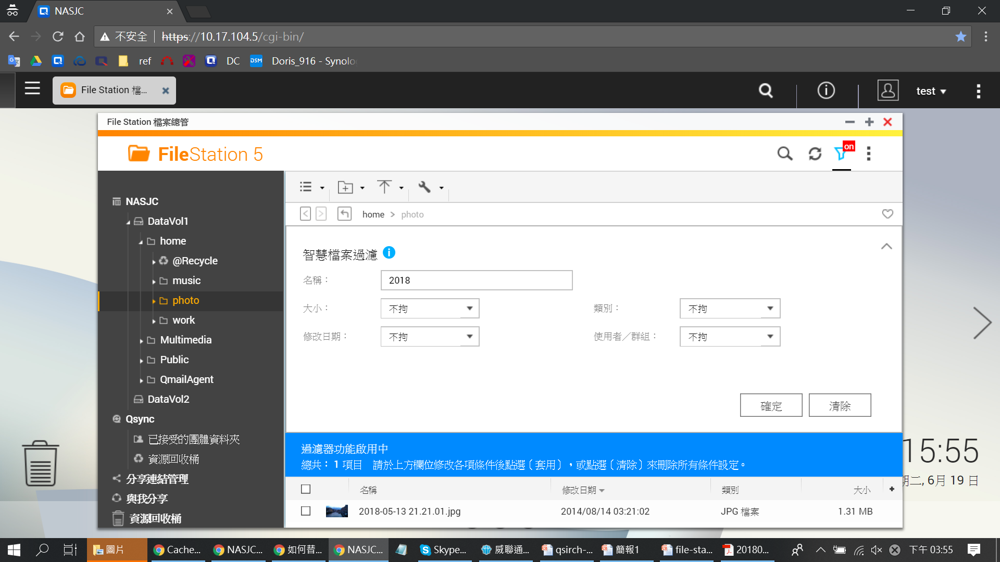 NASJC
不安全 https://10.17.104.5/cgi-bin/
ref DC DSM Doris_916 - Synolo
File Station 檔...
test
File Station 檔案總管
FileStation 5
on
NASJC
DataVol1
home
@Recycle
music
photo
work
Multimedia
Public
QmailAgent
DataVol2
Qsync
已接受的團體資料夾
資源回收桶
分享連結管理
與我分享
資源回收桶
home > photo
智慧檔案過濾
名稱： 2018
大小： 不拘 類別： 不拘
修改日期： 不拘 使用者／群組： 不拘
確定 清除
過濾器功能啟用中
總共： 1 項目 請於上方欄位修改各項條件後點選〔套用〕，或點選〔清除〕來刪除所有條件設定。
名稱 修改日期 類別 大小
2018-05-13 21.21.01.jpg 2014/08/14 03:21:02 JPG 檔案 1.31 MB
15:55
期二, 6月 19 日
圖片 Cache... NASJC... 如何替... NASJC... Skype... 威聯通... qsirch-... 簡報1 file-sta... 20180... 下午 03:55